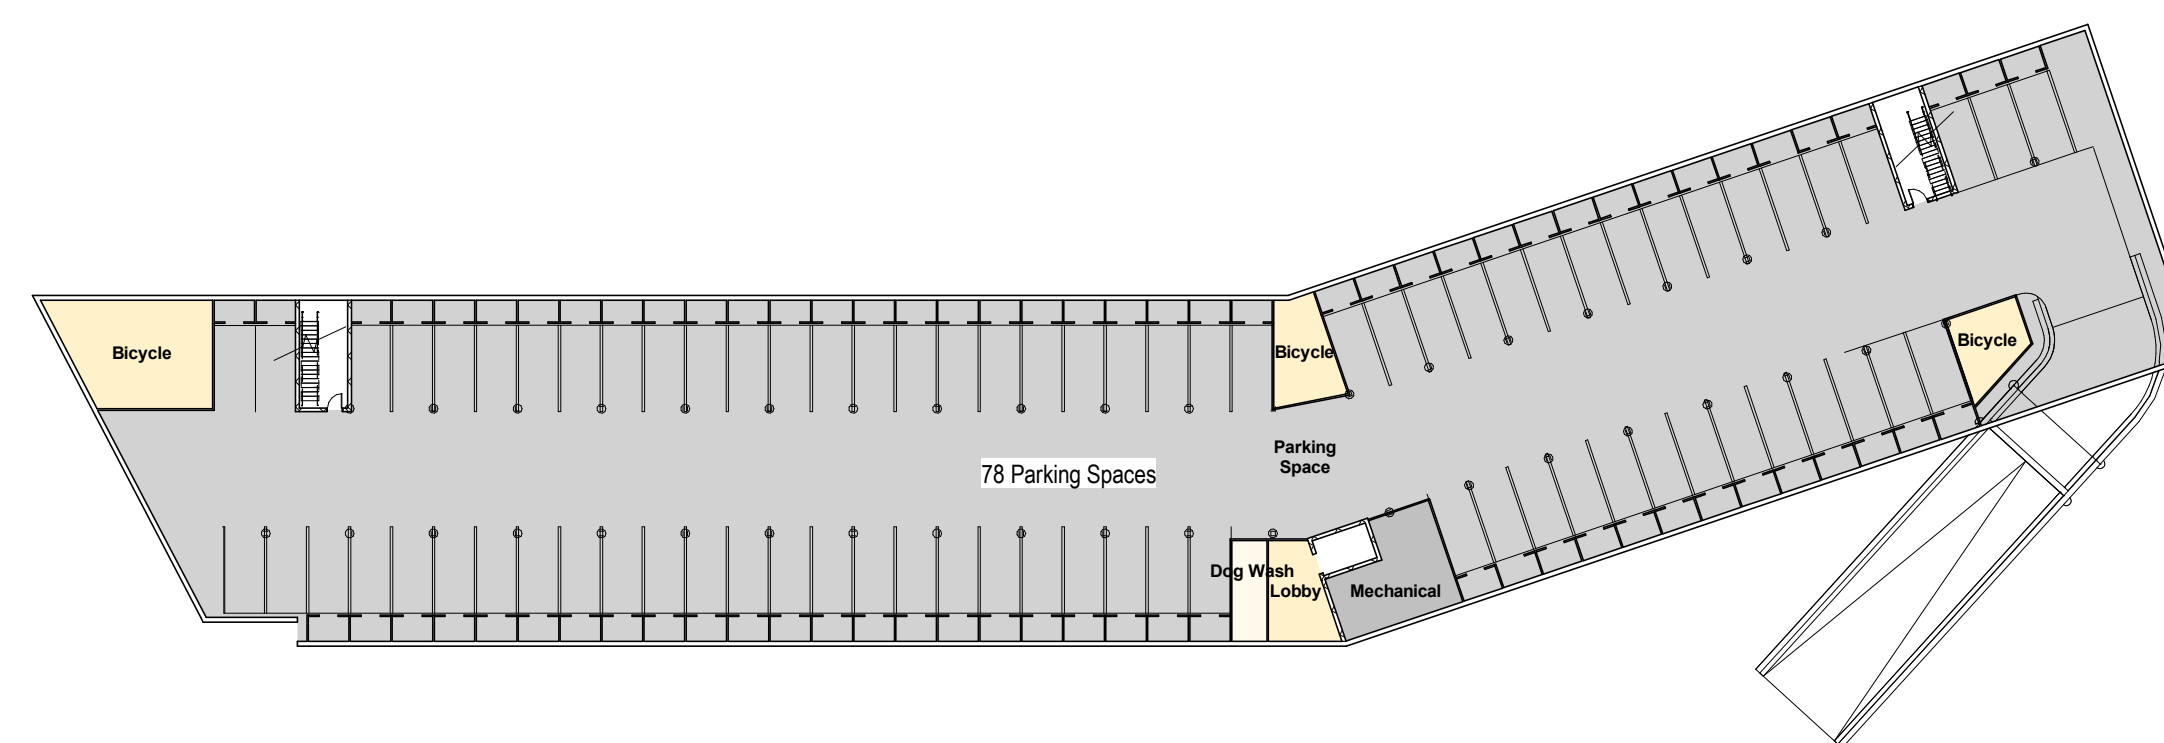 Bicycle
Bicycle
Bicycle
Parking
Space
78 Parking Spaces
Dog Wash
Lobby
Mechanical